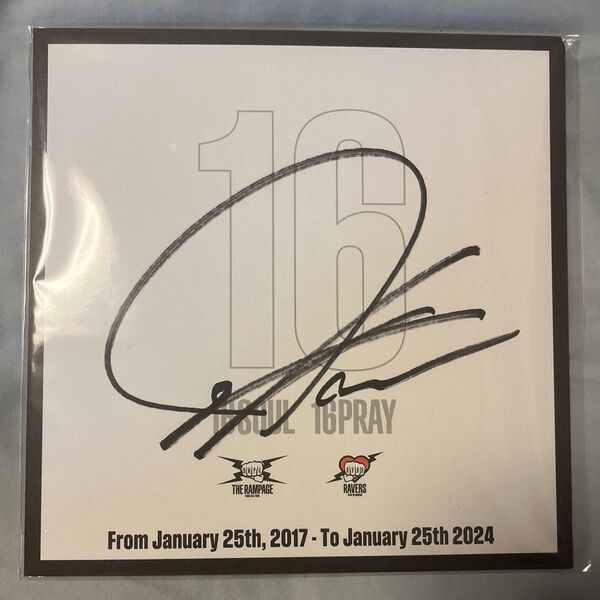 16
16SOUL 16PRAY
THE RAMPAGE
RAVERS
From January 25th, 2017 - To January 25th 2024